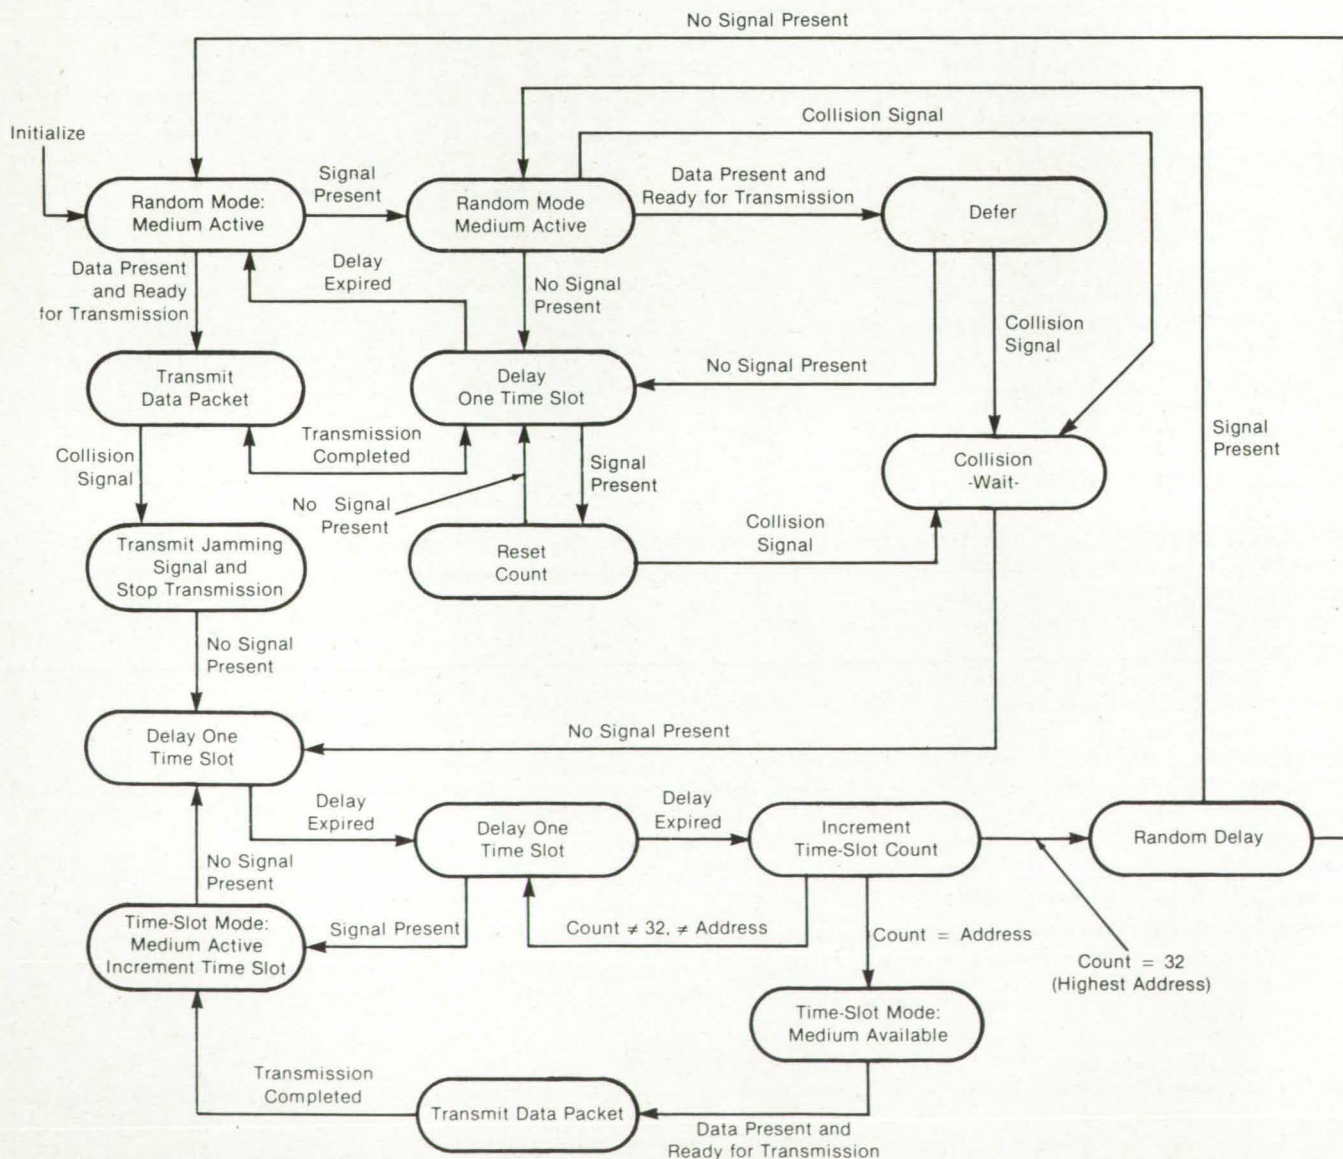 No Signal Present
Collision Signal
Initialize
Signal
Present
Data Present and
Ready for Transmission
Random Mode:
Medium Active
Random Mode
Medium Active
Defer
Data Present
and Ready
for Transmission
Delay
Expired
No Signal
Present
Collision
Signal
No Signal Present
Transmit
Data Packet
Delay
One Time Slot
Signal
Present
Transmission
Completed
Collision
Signal
Signal
Present
Collision
-Wait-
No Signal
Present
Collision
Signal
Transmit Jamming
Signal and
Stop Transmission
Reset
Count
No Signal
Present
No Signal Present
Delay One
Time Slot
Delay
Expired
Delay One
Time Slot
Delay
Expired
Increment
Time-Slot Count
Random Delay
No Signal
Present
Signal Present
Count ≠ 32, ≠ Address
Count = Address
Count = 32
(Highest Address)
Time-Slot Mode:
Medium Active
Increment Time Slot
Time-Slot Mode:
Medium Available
Transmission
Completed
Transmit Data Packet
Data Present and
Ready for Transmission